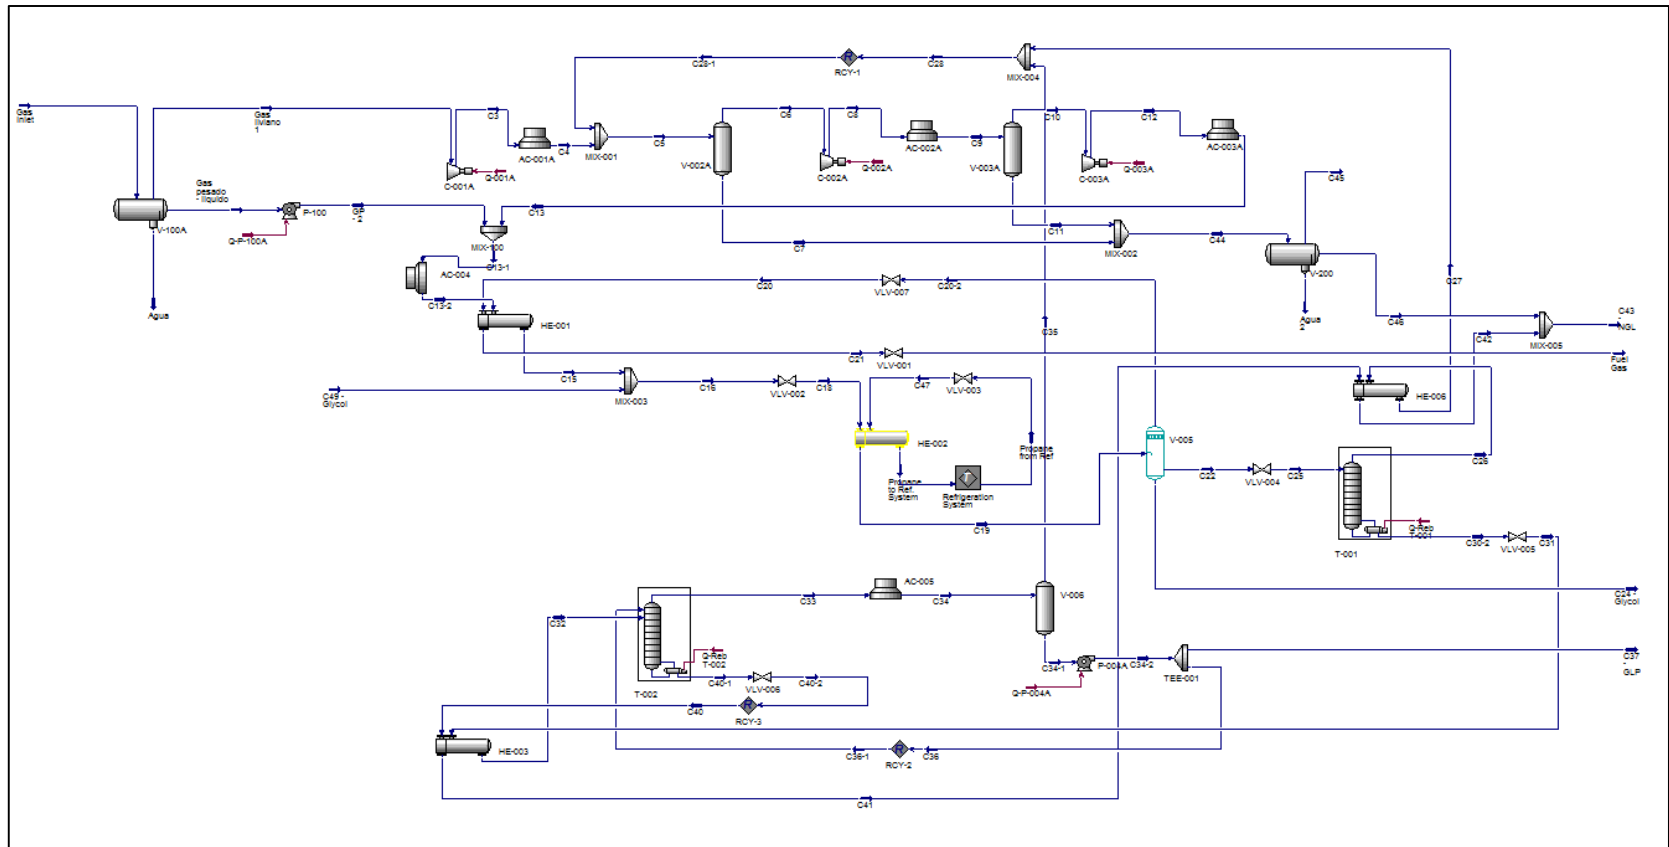 C28-1
RCY-1
C28
MIX-004
Gas
Inlet
Gas
liviano
1
C3
AC-001A
C4
MIX-001
C5
C6
C8
AC-002A
C9
C10
C12
AC-003A
V-002A
C-002A
Q-002A
V-003A
C-003A
Q-003A
C-001A
Q-001A
C45
Gas
pesado
- liquido
P-100
GP
- 2
C13
V-100A
Q-P-100A
MIX-100
C7
C11
MIX-002
C44
V-200
C13-1
AC-004
C13-2
C20
VLV-007
C20-2
C27
Agua
HE-001
Agua
2
C46
C43
-
NGL
C35
C42
MIX-005
C21
VLV-001
Fuel
Gas
C15
C49 -
Glycol
MIX-003
C16
VLV-002
C18
C47
VLV-003
HE-006
HE-002
Propane
from Ref
V-005
Propane
to Ref.
System
Refrigeration
System
C22
VLV-004
C25
C26
C19
Q-Reb
T-001
T-001
C30-2
VLV-005
C31
C33
AC-005
C34
V-006
C24 -
Glycol
C32
Q-Reb
T-002
T-002
C40-1
VLV-006
C40-2
C34-1
P-004A
C34-2
TEE-001
C37
-
GLP
Q-P-004A
C40
RCY-3
HE-003
C36-1
RCY-2
C36
C41